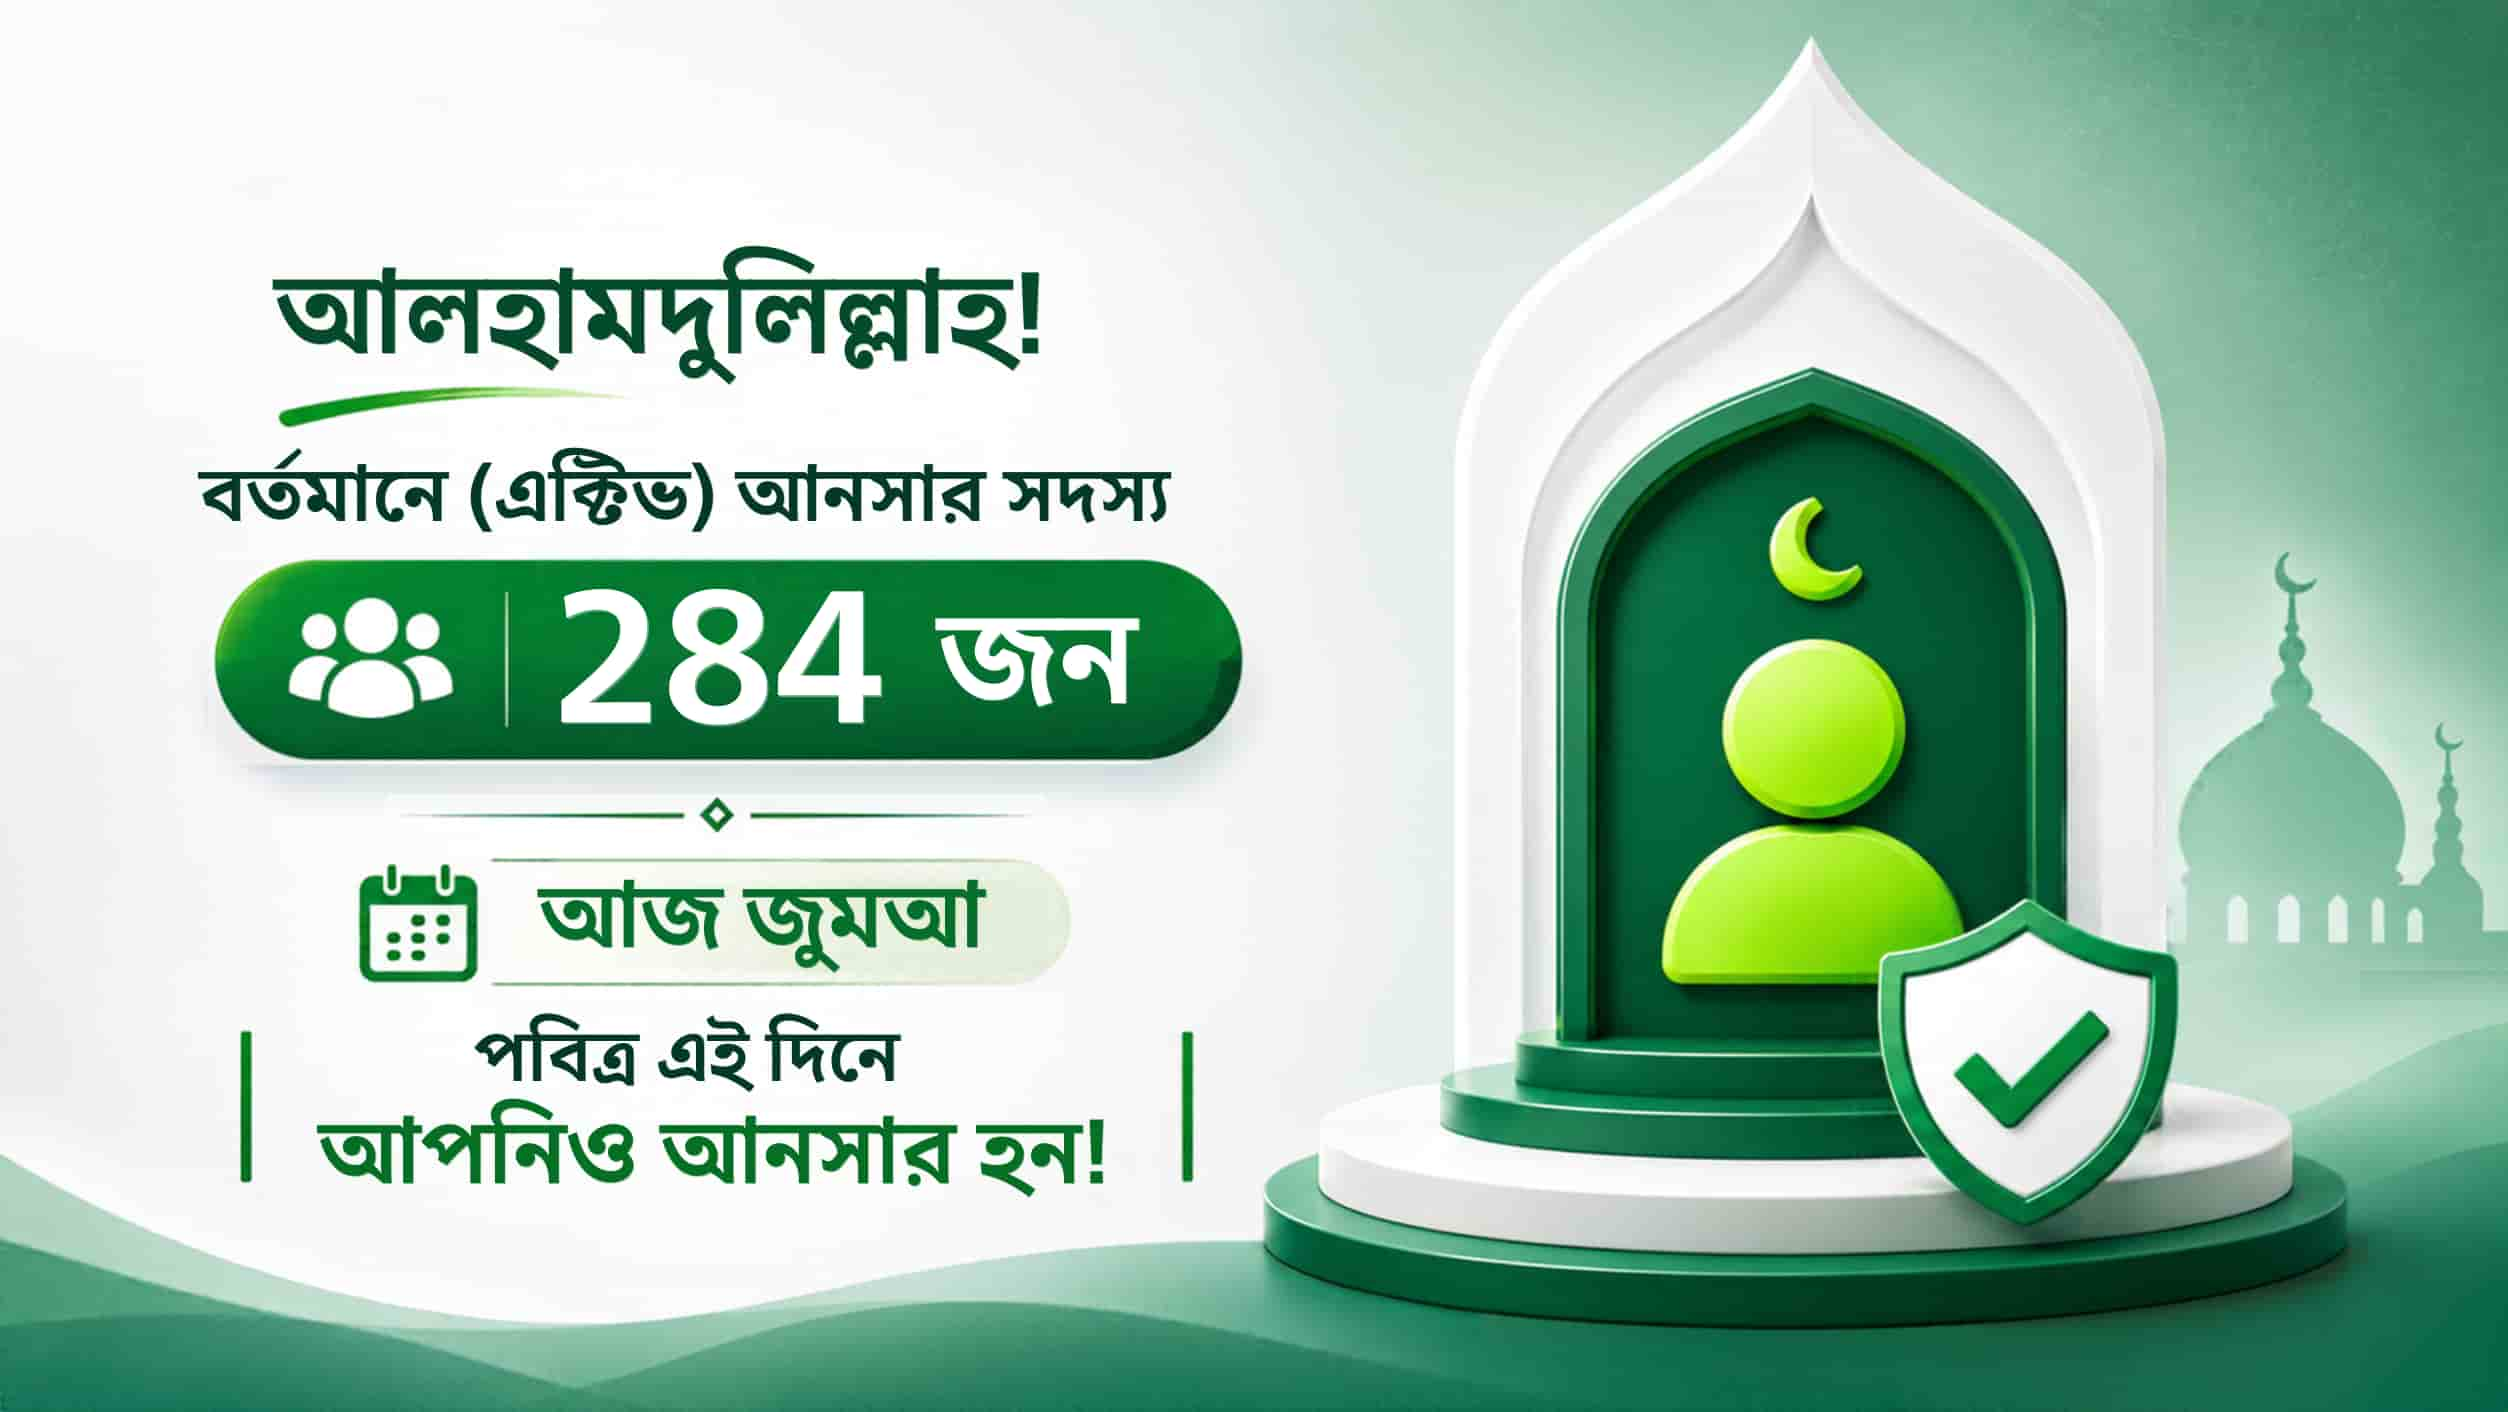 আলহামদুলিল্লাহ!
বর্তমানে (এক্টিভ) আনসার সদস্য
284 জন
আজ জুমআ
পবিত্র এই দিনে
আপনিও আনসার হন!